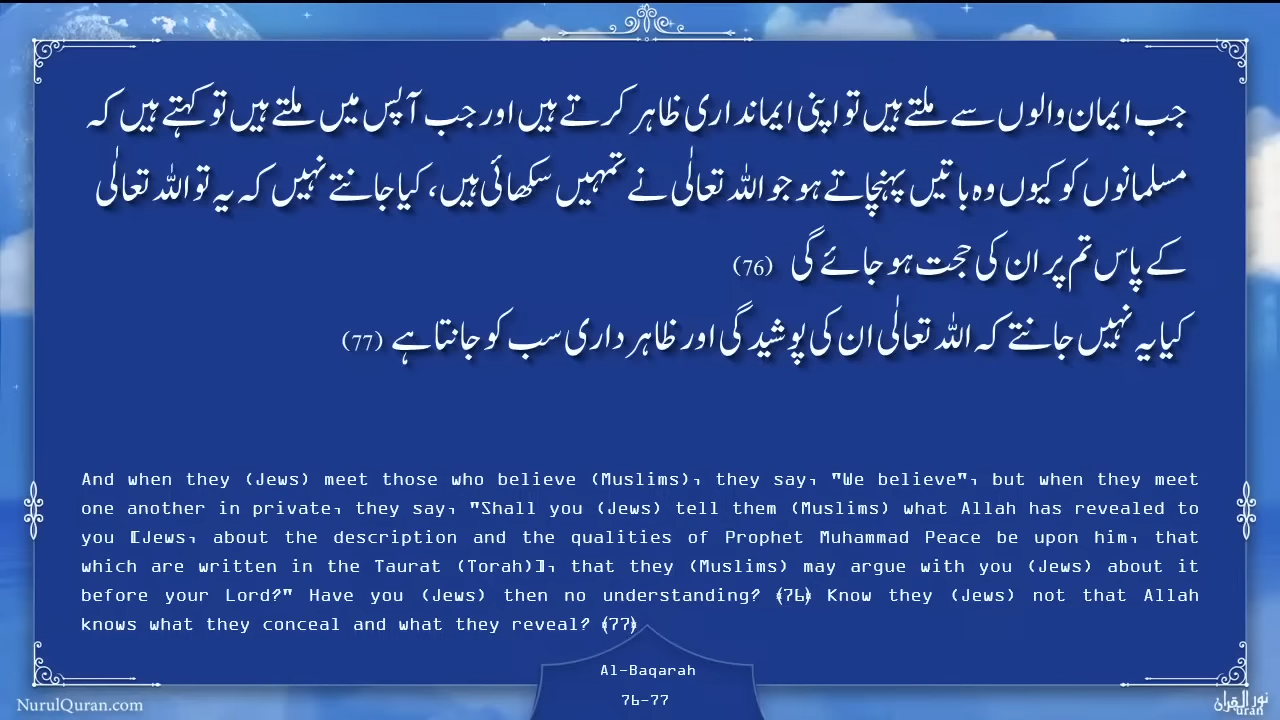 جب ایمان والوں سے ملتے ہیں تو اپنی ایمانداری ظاہر کرتے ہیں اور جب آپس میں ملتے ہیں تو کہتے ہیں کہ
مسلمانوں کو کیوں وہ باتیں پہنچاتے ہو جو اللہ تعالٰی نے تمہیں سکھائی ہیں، کیا جانتے نہیں کہ یہ تو اللہ تعالٰی
کے پاس تم پر ان کی حجت ہو جائے گی (76)
کیا یہ نہیں جانتے کہ اللہ تعالٰی ان کی پوشیدگی اور ظاہر داری سب کو جانتا ہے (77)
And when they (Jews) meet those who believe (Muslims), they say, "We believe", but when they meet
one another in private, they say, "Shall you (Jews) tell them (Muslims) what Allah has revealed to
you [Jews, about the description and the qualities of Prophet Muhammad Peace be upon him, that
which are written in the Taurat (Torah)], that they (Muslims) may argue with you (Jews) about it
before your Lord?" Have you (Jews) then no understanding? (76) Know they (Jews) not that Allah
knows what they conceal and what they reveal? (77)
Al-Baqarah
76-77
NurulQuran.com
نور القرآن
uran